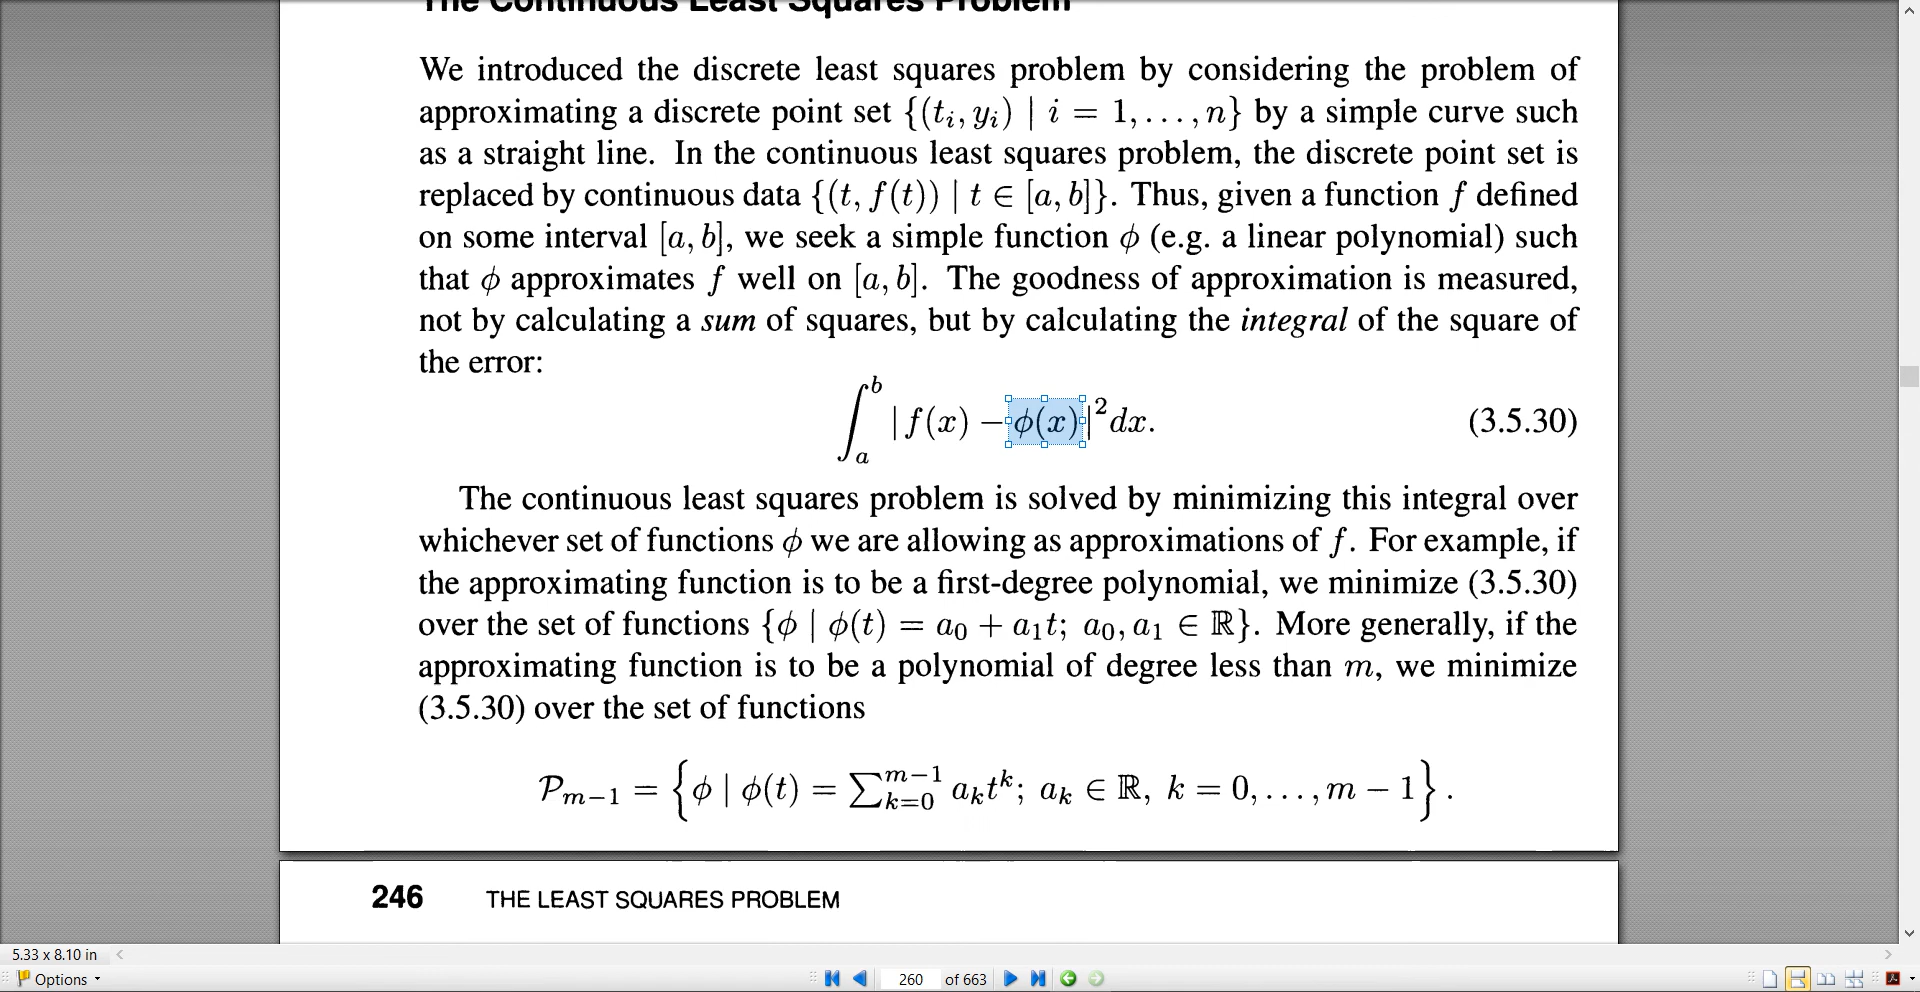 The Continuous Least Squares Problem
We introduced the discrete least squares problem by considering the problem of
approximating a discrete point set {(tᵢ, yᵢ) | i = 1, . . . , n} by a simple curve such
as a straight line. In the continuous least squares problem, the discrete point set is
replaced by continuous data {(t, f(t)) | t ∈ [a, b]}. Thus, given a function f defined
on some interval [a, b], we seek a simple function ϕ (e.g. a linear polynomial) such
that ϕ approximates f well on [a, b]. The goodness of approximation is measured,
not by calculating a sum of squares, but by calculating the integral of the square of
the error:
∫ₐᵇ | f(x) − ϕ(x)|² dx. (3.5.30)
The continuous least squares problem is solved by minimizing this integral over
whichever set of functions ϕ we are allowing as approximations of f. For example, if
the approximating function is to be a first-degree polynomial, we minimize (3.5.30)
over the set of functions {ϕ | ϕ(t) = a₀ + a₁t; a₀, a₁ ∈ ℝ}. More generally, if the
approximating function is to be a polynomial of degree less than m, we minimize
(3.5.30) over the set of functions
𝒫ₘ₋₁ = {ϕ | ϕ(t) = ∑ₖ₌₀ᵐ⁻¹ aₖtᵏ; aₖ ∈ ℝ, k = 0, . . . , m − 1} .
246 THE LEAST SQUARES PROBLEM
5.33 x 8.10 in
Options 260 of 663